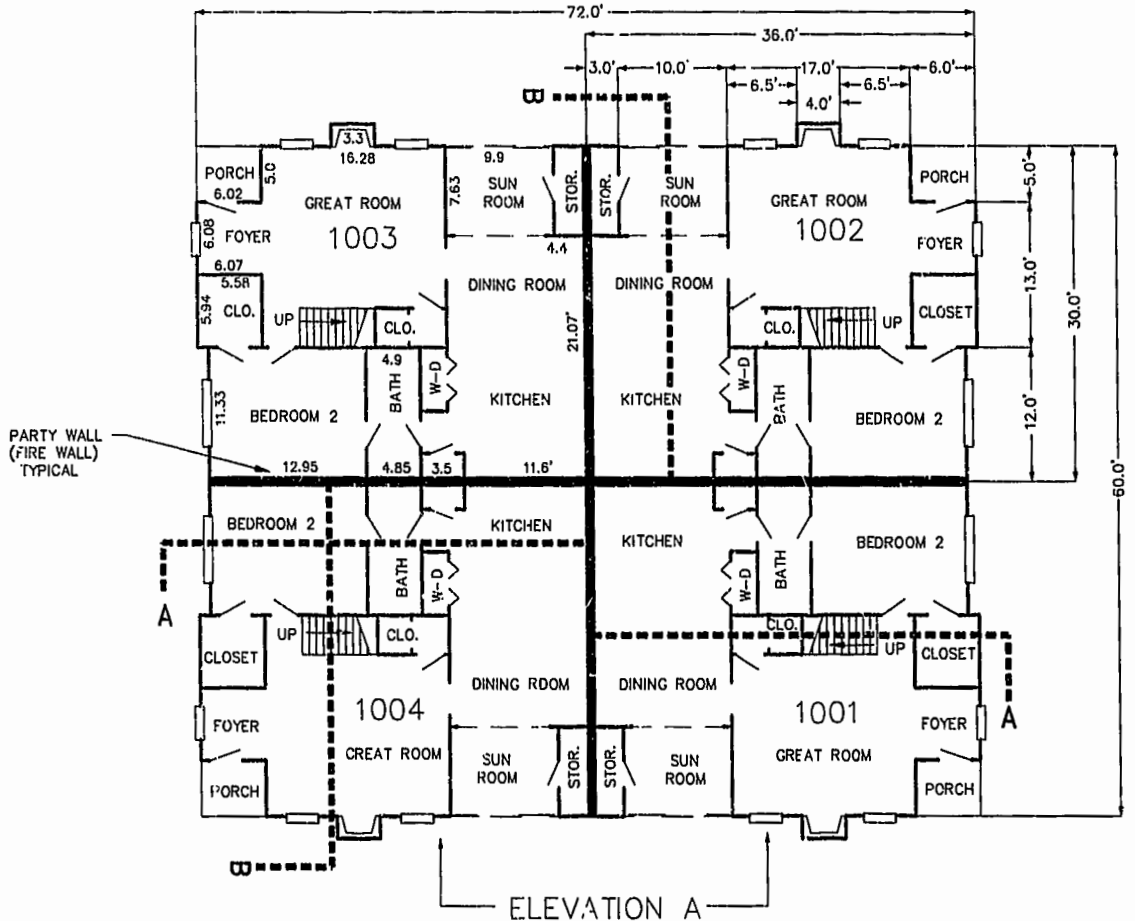 72.0'
36.0'
3.0' 10.0' 17.0' 6.0'
6.5' 4.0' 6.5'
B
3.3
16.28
9.9
PORCH
6.02
5.0
GREAT ROOM
1003
7.63
SUN
ROOM
STOR.
STOR.
SUN
ROOM
GREAT ROOM
1002
PORCH
5.0'
6.08
FOYER
4.4
FOYER
6.07
5.58
DINING ROOM
DINING ROOM
13.0'
30.0'
5.94
CLO.
UP
CLO.
21.07'
CLO.
UP
CLOSET
4.9
W-D
W-D
11.33
BEDROOM 2
BATH
KITCHEN
KITCHEN
BATH
BEDROOM 2
12.0'
PARTY WALL
(FIRE WALL)
TYPICAL
12.95 4.85 3.5 11.6'
60.0'
BEDROOM 2
KITCHEN
KITCHEN
BEDROOM 2
A
BATH
W-D
W-D
BATH
UP
CLO.
CLO.
UP
CLOSET
CLOSET
DINING ROOM
DINING ROOM
A
1004
1001
FOYER
FOYER
GREAT ROOM
GREAT ROOM
SUN
ROOM
STOR.
STOR.
SUN
ROOM
PORCH
PORCH
B
ELEVATION A